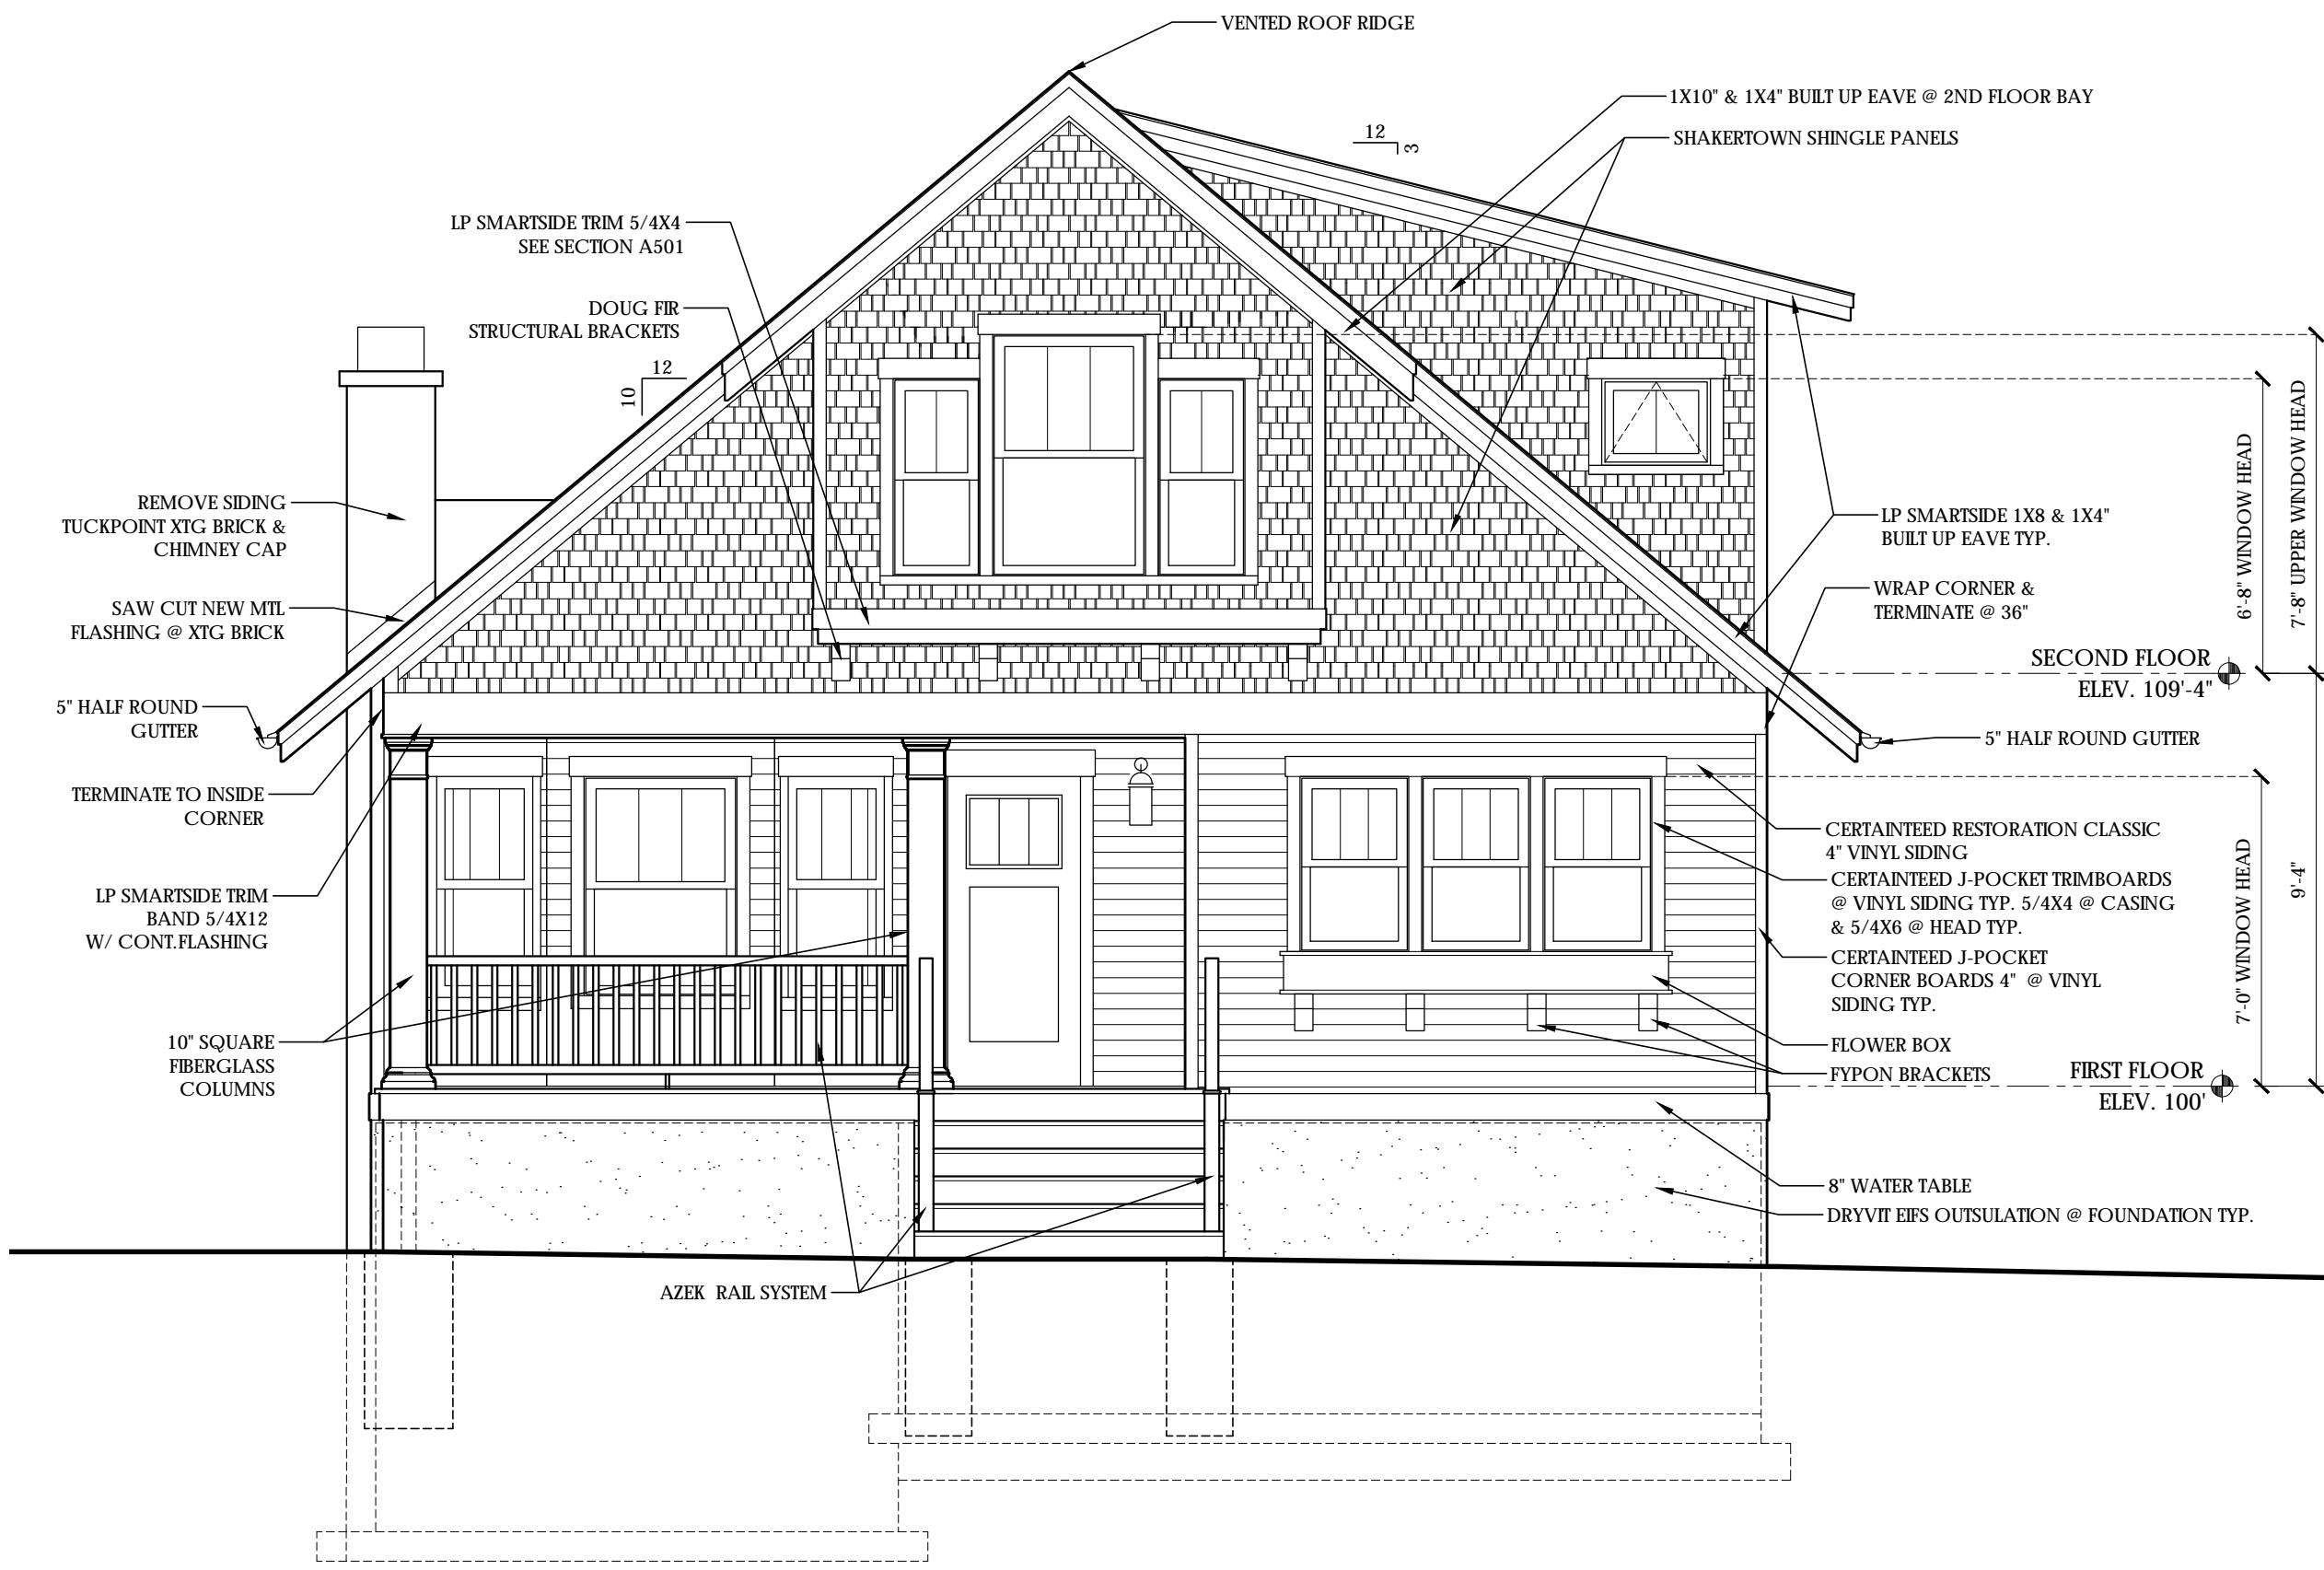 VENTED ROOF RIDGE
1X10" & 1X4" BUILT UP EAVE @ 2ND FLOOR BAY
SHAKERTOWN SHINGLE PANELS
12
3
LP SMARTSIDE TRIM 5/4X4
SEE SECTION A501
DOUG FIR
STRUCTURAL BRACKETS
12
10
REMOVE SIDING
TUCKPOINT XTG BRICK &
CHIMNEY CAP
SAW CUT NEW MTL
FLASHING @ XTG BRICK
5" HALF ROUND
GUTTER
TERMINATE TO INSIDE
CORNER
LP SMARTSIDE TRIM
BAND 5/4X12
W/ CONT.FLASHING
10" SQUARE
FIBERGLASS
COLUMNS
AZEK RAIL SYSTEM
LP SMARTSIDE 1X8 & 1X4"
BUILT UP EAVE TYP.
WRAP CORNER &
TERMINATE @ 36"
6'-8" WINDOW HEAD
7'-8" UPPER WINDOW HEAD
SECOND FLOOR
ELEV. 109'-4"
5" HALF ROUND GUTTER
CERTAINTEED RESTORATION CLASSIC
4" VINYL SIDING
CERTAINTEED J-POCKET TRIMBOARDS
@ VINYL SIDING TYP. 5/4X4 @ CASING
& 5/4X6 @ HEAD TYP.
CERTAINTEED J-POCKET
CORNER BOARDS 4" @ VINYL
SIDING TYP.
7'-0" WINDOW HEAD
9'-4"
FLOWER BOX
FYPON BRACKETS
FIRST FLOOR
ELEV. 100'
8" WATER TABLE
DRYVIT EIFS OUTSULATION @ FOUNDATION TYP.